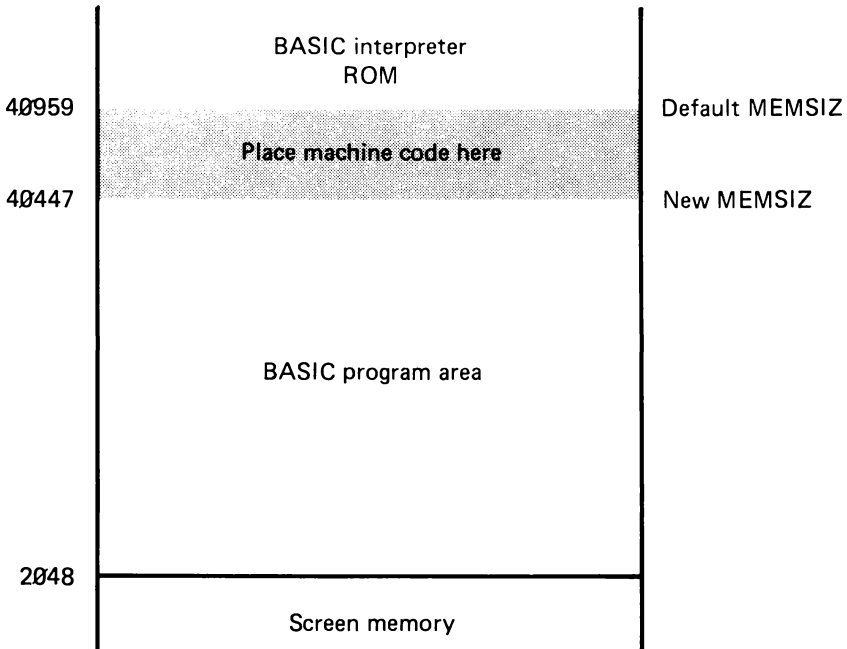 BASIC interpreter
ROM
40959
Default MEMSIZ
Place machine code here
40447
New MEMSIZ
BASIC program area
2048
Screen memory